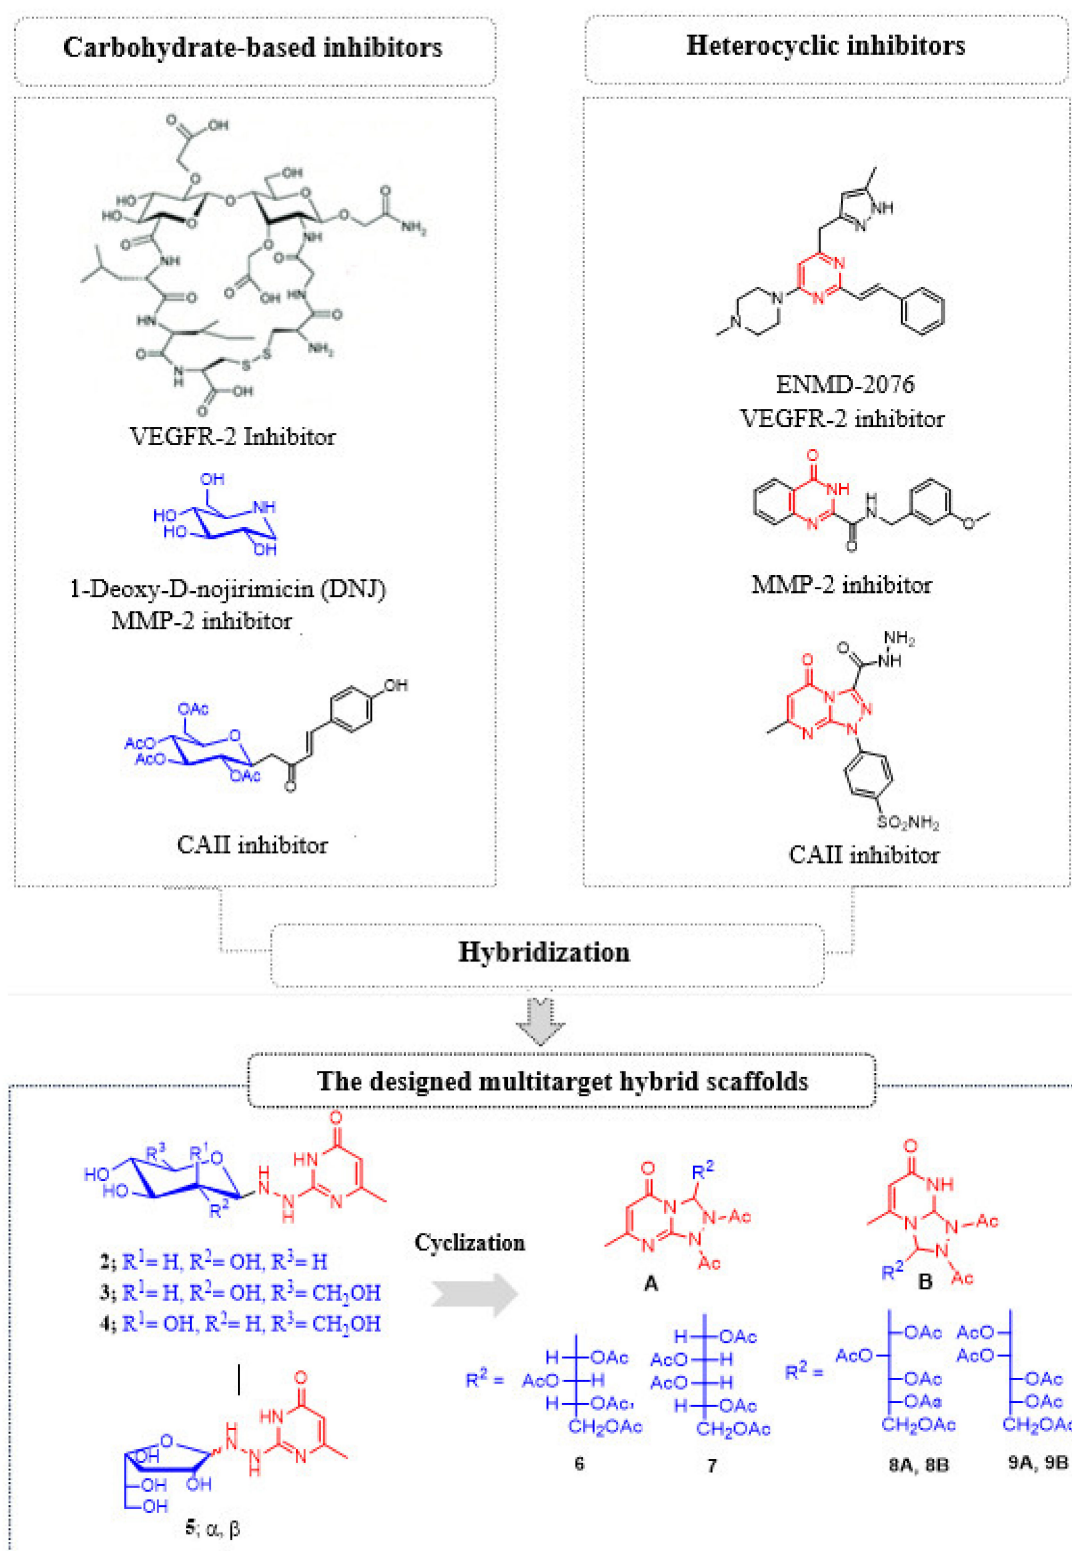 Carbohydrate-based inhibitors
Heterocyclic inhibitors
VEGFR-2 Inhibitor
1-Deoxy-D-nojirimicin (DNJ)
MMP-2 inhibitor
CAII inhibitor
ENMD-2076
VEGFR-2 inhibitor
MMP-2 inhibitor
CAII inhibitor
Hybridization
The designed multitarget hybrid scaffolds
2; R¹= H, R²= OH, R³= H
3; R¹= H, R²= OH, R³= CH₂OH
4; R¹= OH, R²= H, R³= CH₂OH
Cyclization
A
B
5; α, β
R² =
6
7
R² =
8A, 8B
9A, 9B